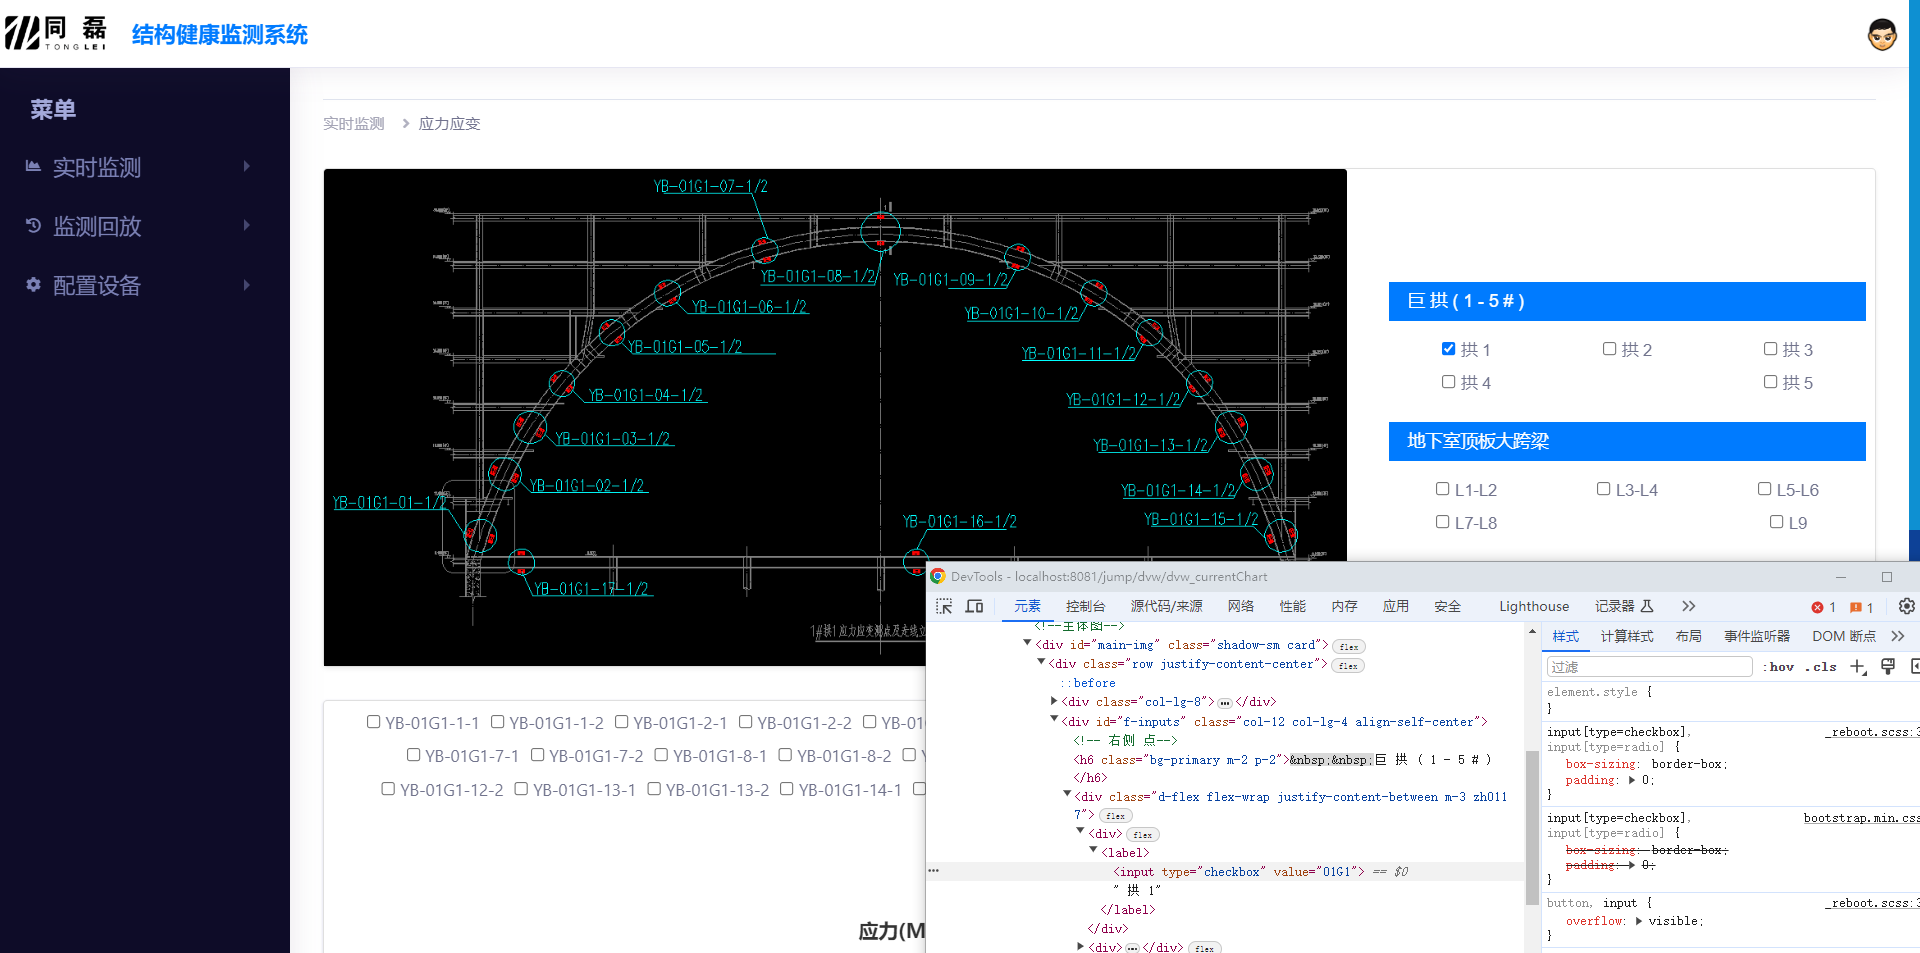 同 磊
TONGLEI
结构健康监测系统
菜单
实时监测
监测回放
配置设备
实时监测 > 应力应变
YB-01G1-07-1/2
YB-01G1-08-1/2
YB-01G1-09-1/2
YB-01G1-06-1/2
YB-01G1-10-1/2
YB-01G1-05-1/2
YB-01G1-11-1/2
YB-01G1-04-1/2
YB-01G1-12-1/2
YB-01G1-03-1/2
YB-01G1-13-1/2
YB-01G1-02-1/2
YB-01G1-14-1/2
YB-01G1-01-1/2
YB-01G1-15-1/2
YB-01G1-16-1/2
YB-01G1-17-1/2
1#拱1应力应变测点及走线立
巨 拱 ( 1 - 5 # )
拱 1 拱 2 拱 3
拱 4 拱 5
地下室顶板大跨梁
L1-L2 L3-L4 L5-L6
L7-L8 L9
YB-01G1-1-1 YB-01G1-1-2 YB-01G1-2-1 YB-01G1-2-2 YB-01
YB-01G1-7-1 YB-01G1-7-2 YB-01G1-8-1 YB-01G1-8-2
YB-01G1-12-2 YB-01G1-13-1 YB-01G1-13-2 YB-01G1-14-1
应力(M
DevTools - localhost:8081/jump/dvw/dvw_currentChart
元素 控制台 源代码/来源 网络 性能 内存 应用 安全 Lighthouse 记录器 1 1
<!--主体图-->
<div id="main-img" class="shadow-sm card"> flex
<div class="row justify-content-center"> flex
::before
<div class="col-lg-8"> … </div>
<div id="f-inputs" class="col-12 col-lg-4 align-self-center">
<!-- 右侧 点-->
<h6 class="bg-primary m-2 p-2">&nbsp;&nbsp;巨 拱 ( 1 - 5 # )
</h6>
<div class="d-flex flex-wrap justify-content-between m-3 zh011
7"> flex
<div> flex
<label>
… <input type="checkbox" value="01G1"> == $0
" 拱 1"
</label>
</div>
<div> … </div> flex
样式 计算样式 布局 事件监听器 DOM 断点
过滤 :hov .cls
element.style {
}
input[type=checkbox], _reboot.scss:3
input[type=radio] {
box-sizing: border-box;
padding: 0;
}
input[type=checkbox], bootstrap.min.css
input[type=radio] {
box-sizing: border-box;
padding: 0;
}
button, input { _reboot.scss:3
overflow: visible;
}